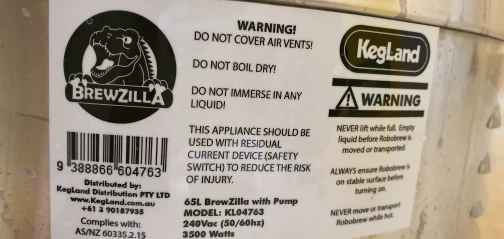 BREWZILLA
9 388866 604763
Distributed by:
KegLand Distribution PTY LTD
www.KegLand.com.au
+61 3 90187935
Complies with:
AS/NZ 60335.2.15
WARNING!
DO NOT COVER AIR VENTS!
DO NOT BOIL DRY!
DO NOT IMMERSE IN ANY
LIQUID!
THIS APPLIANCE SHOULD BE
USED WITH RESIDUAL
CURRENT DEVICE (SAFETY
SWITCH) TO REDUCE THE RISK
OF INJURY.
65L BrewZilla with Pump
MODEL: KL04763
240Vac (50/60hz)
3500 Watts
KegLand
WARNING
NEVER lift while full. Empty
liquid before Robobrew is
moved or transported.
ALWAYS ensure Robobrew is
on stable surface before
turning on.
NEVER move or transport
Robobrew while hot.